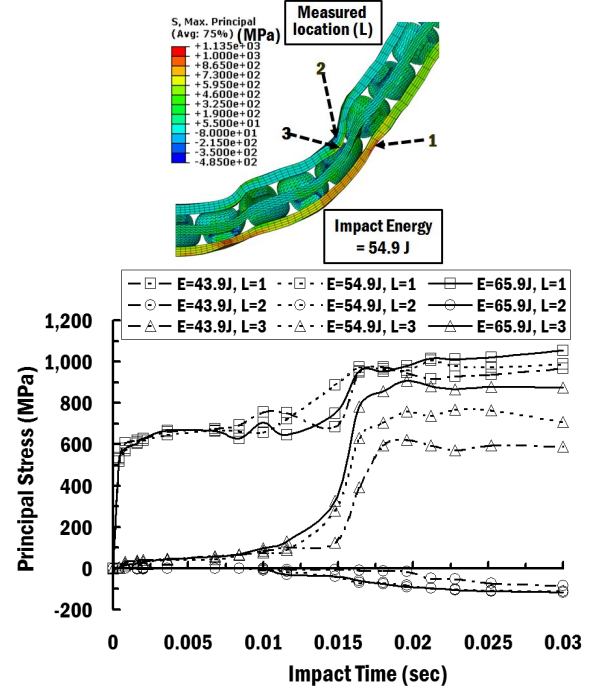 S, Max. Principal
(Avg: 75%) (MPa)
+1.135e+03
+1.000e+03
+8.650e+02
+7.300e+02
+5.950e+02
+4.600e+02
+3.250e+02
+1.900e+02
+5.500e+01
-8.000e+01
-2.150e+02
-3.500e+02
-4.850e+02
Measured
location (L)
2
3
1
Impact Energy
= 54.9 J
E=43.9J, L=1
E=54.9J, L=1
E=65.9J, L=1
E=43.9J, L=2
E=54.9J, L=2
E=65.9J, L=2
E=43.9J, L=3
E=54.9J, L=3
E=65.9J, L=3
Principal Stress (MPa)
1,200
1,000
800
600
400
200
0
-200
0
0.005
0.01
0.015
0.02
0.025
0.03
Impact Time (sec)